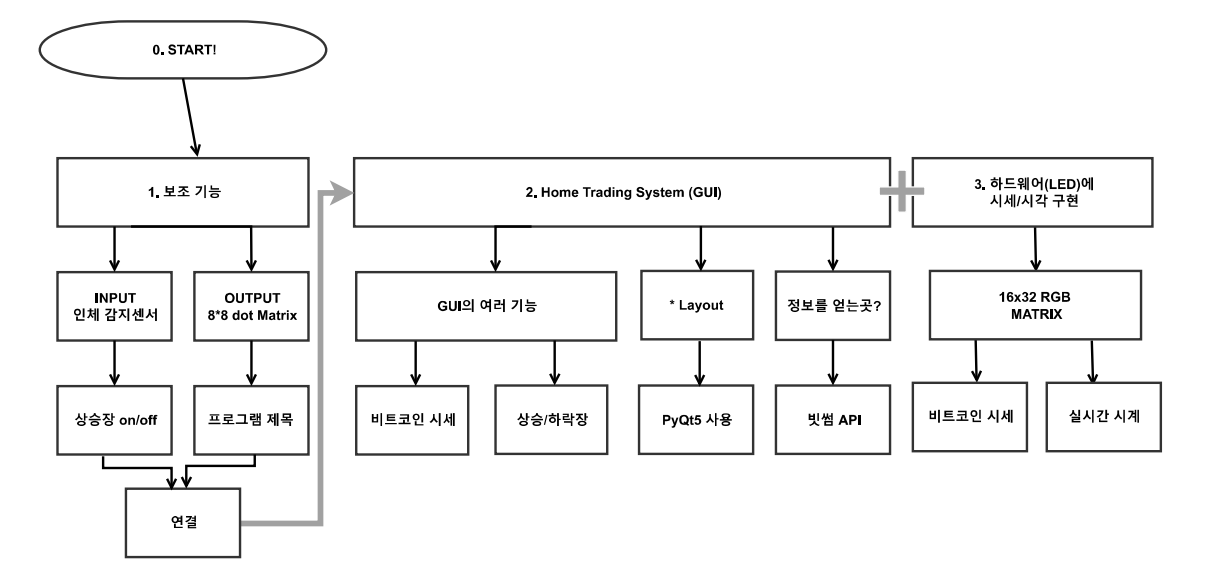 0. START!
1. 보조 기능
2. Home Trading System (GUI)
3. 하드웨어(LED)에
시세/시각 구현
INPUT
인체 감지센서
OUTPUT
8*8 dot Matrix
GUI의 여러 기능
* Layout
정보를 얻는곳?
16x32 RGB
MATRIX
상승장 on/off
프로그램 제목
비트코인 시세
상승/하락장
PyQt5 사용
빗썸 API
비트코인 시세
실시간 시계
연결